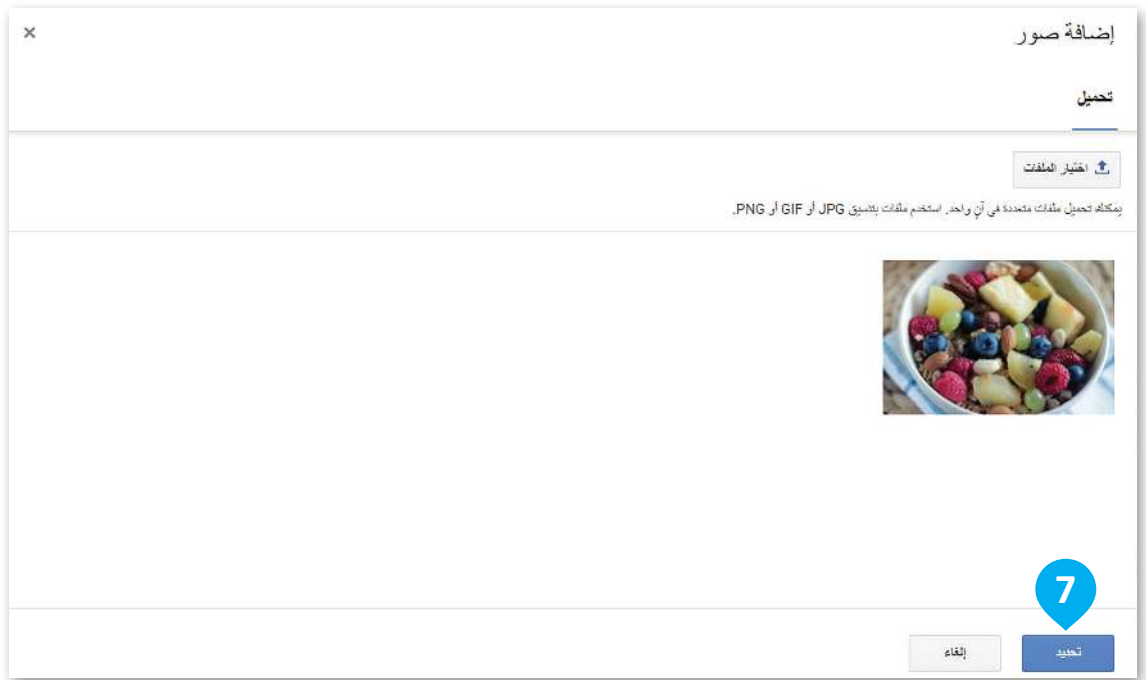 إضافة صور
×
تحميل
اختيار الملفات
يمكنك تحميل ملفات متعددة في آنٍ واحد. استخدم ملفات بتنسيق JPG أو GIF أو PNG.
7
تحديد
إلغاء